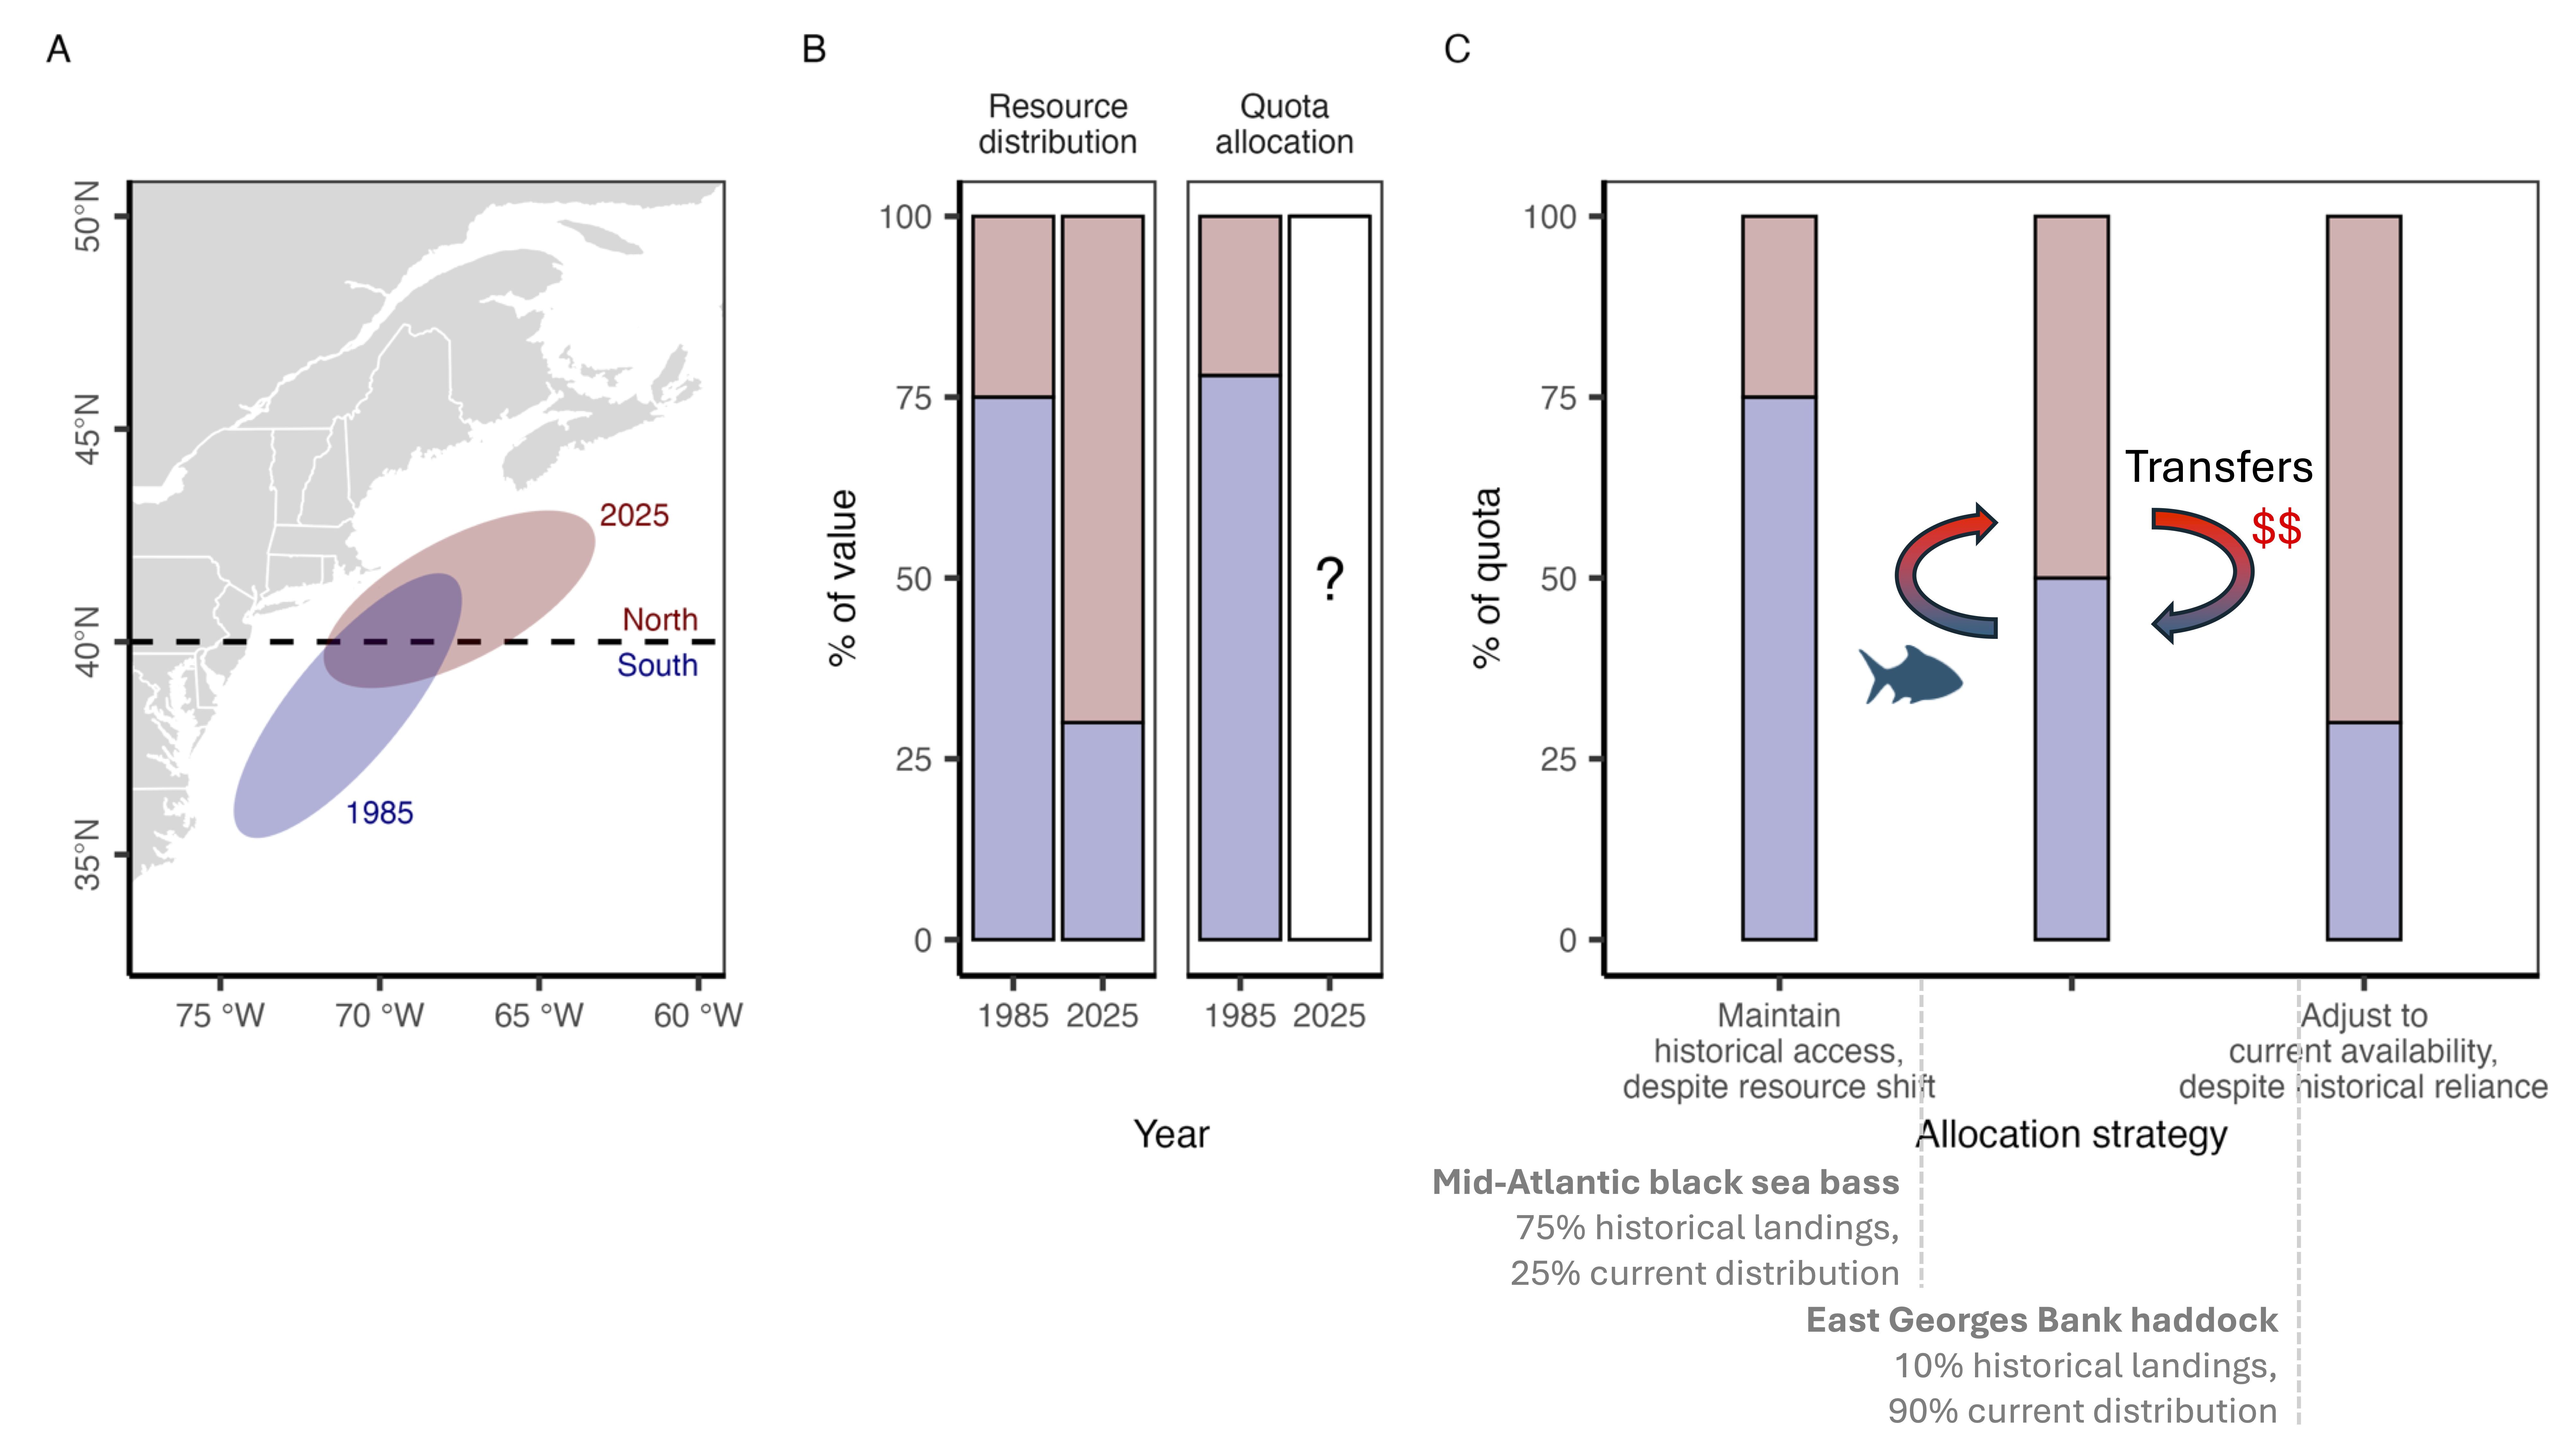 A
50°N
45°N
40°N
35°N
2025
North
South
1985
75 °W 70 °W 65 °W 60 °W
B
Resource
distribution
Quota
allocation
% of value
100
75
50
25
0
?
1985 2025 1985 2025
Year
C
% of quota
100
75
50
25
0
Transfers
$$
Maintain
historical access,
despite resource shift
Adjust to
current availability,
despite historical reliance
Allocation strategy
Mid-Atlantic black sea bass
75% historical landings,
25% current distribution
East Georges Bank haddock
10% historical landings,
90% current distribution